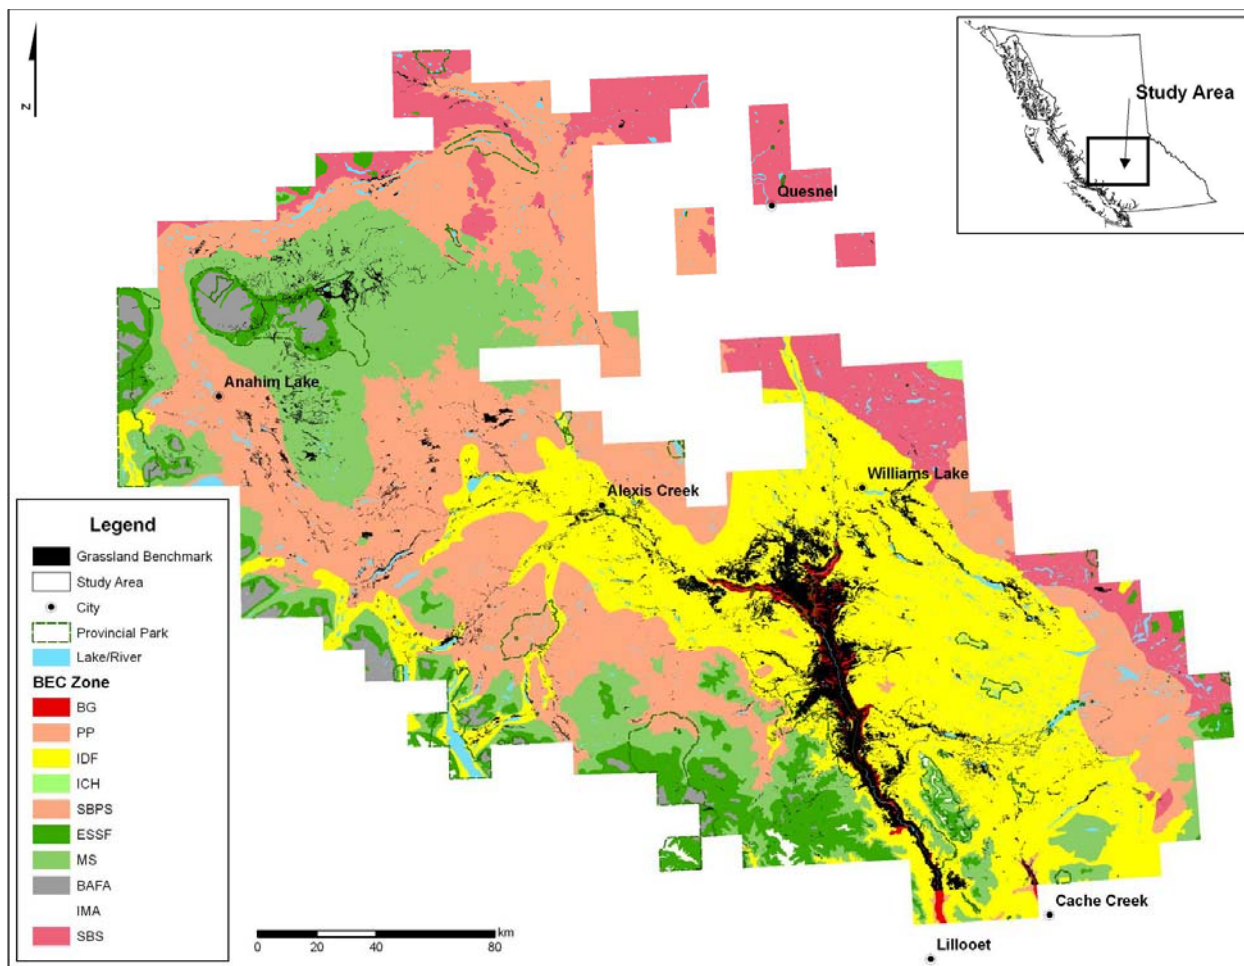 N
Study Area
Quesnel
Anahim Lake
Williams Lake
Alexis Creek
Cache Creek
Lillooet
Legend
Grassland Benchmark
Study Area
City
Provincial Park
Lake/River
BEC Zone
BG
PP
IDF
ICH
SBPS
ESSF
MS
BAFA
IMA
SBS
km
0 20 40 80